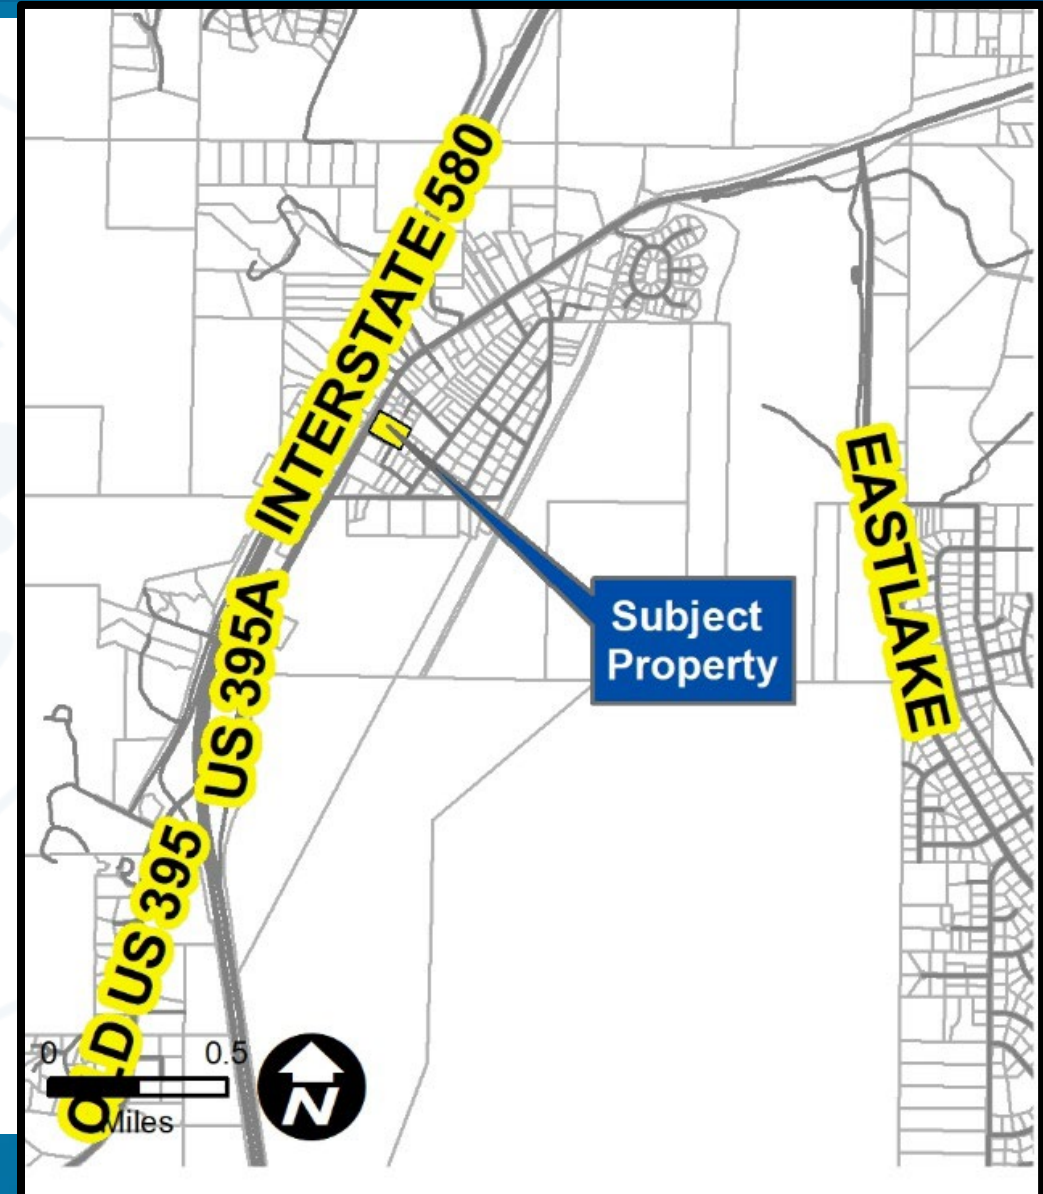 INTERSTATE 580
EASTLAKE
US 395A
Subject
Property
OLD US 395
0 0.5
Miles
N